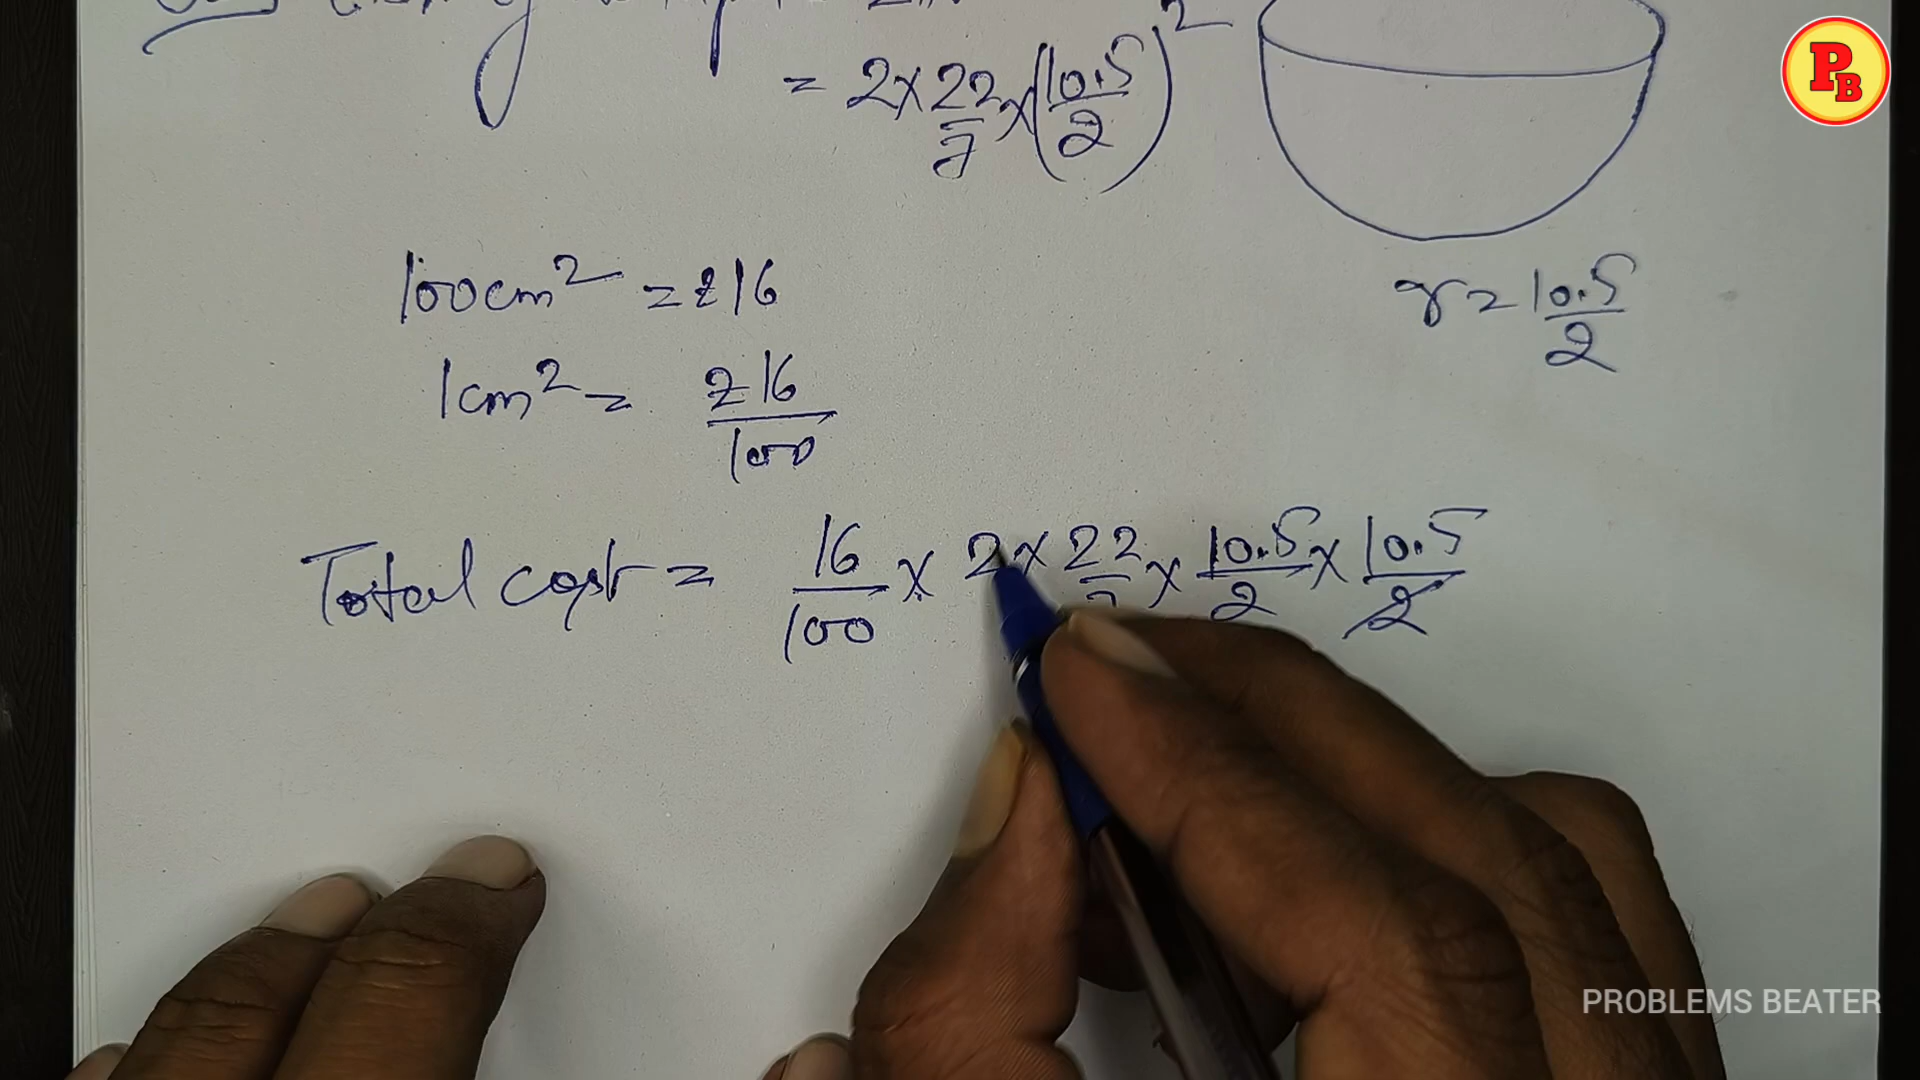 = 2 × 22/7 × (10.5/2)²
100cm² = ₹16
r = 10.5/2
1cm² = ₹16/100
Total cost = 16/100 × 2 × 22/7 × 10.5/2 × 10.5/2
PB
PROBLEMS BEATER